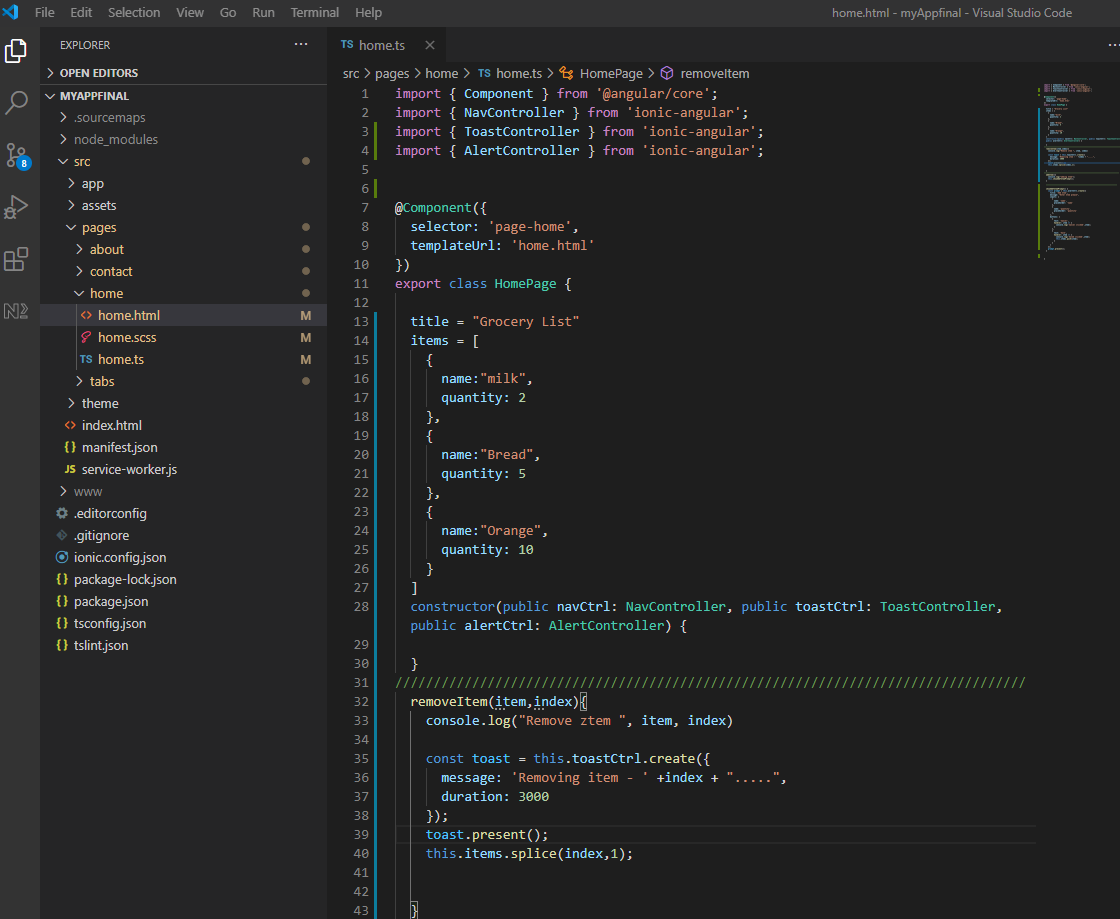 File Edit Selection View Go Run Terminal Help
home.html - myAppfinal - Visual Studio Code
EXPLORER
OPEN EDITORS
MYAPPFINAL
.sourcemaps
node_modules
src
app
assets
pages
about
contact
home
<> home.html M
home.scss M
TS home.ts M
tabs
theme
<> index.html
{} manifest.json
JS service-worker.js
www
.editorconfig
.gitignore
ionic.config.json
{} package-lock.json
{} package.json
{} tsconfig.json
{} tslint.json
8
TS home.ts
src > pages > home > TS home.ts > HomePage > removeItem
1 import { Component } from '@angular/core';
2 import { NavController } from 'ionic-angular';
3 import { ToastController } from 'ionic-angular';
4 import { AlertController } from 'ionic-angular';
5
6
7 @Component({
8 selector: 'page-home',
9 templateUrl: 'home.html'
10 })
11 export class HomePage {
12
13 title = "Grocery List"
14 items = [
15 {
16 name:"milk",
17 quantity: 2
18 },
19 {
20 name:"Bread",
21 quantity: 5
22 },
23 {
24 name:"Orange",
25 quantity: 10
26 }
27 ]
28 constructor(public navCtrl: NavController, public toastCtrl: ToastController,
public alertCtrl: AlertController) {
29
30 }
31 //////////////////////////////////////////////////////////////////////////////////
32 removeItem(item,index){
33 console.log("Remove ztem ", item, index)
34
35 const toast = this.toastCtrl.create({
36 message: 'Removing item - ' +index + ".....",
37 duration: 3000
38 });
39 toast.present();
40 this.items.splice(index,1);
41
42
43 }